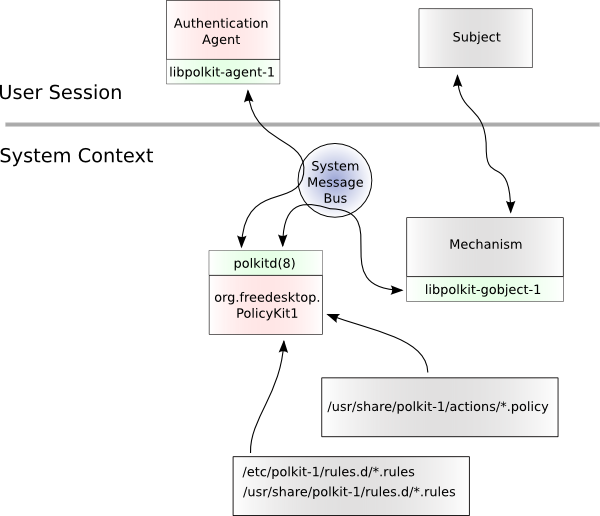 Authentication
Agent
libpolkit-agent-1
Subject
User Session
System Context
System
Message
Bus
Mechanism
libpolkit-gobject-1
polkitd(8)
org.freedesktop.
PolicyKit1
/usr/share/polkit-1/actions/*.policy
/etc/polkit-1/rules.d/*.rules
/usr/share/polkit-1/rules.d/*.rules